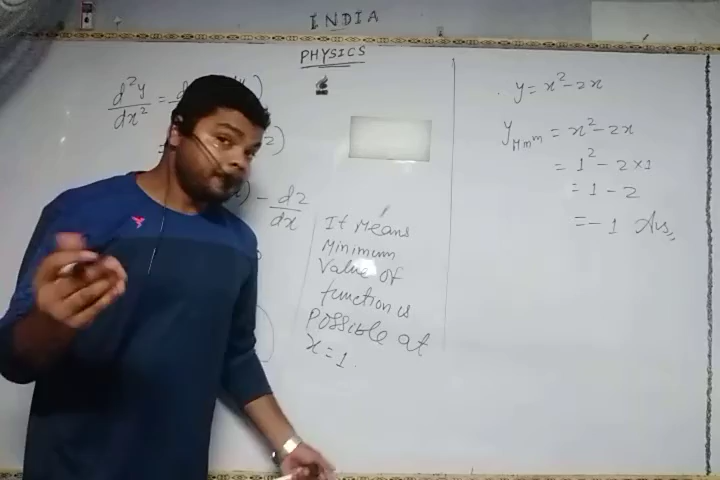 INDIA
PHYSICS
d²y/dx² = d
=
- d2/dx
It Means
Minimum
Value of
function is
Possible at
x=1.
y = x² - 2x
yMinm = x² - 2x
= 1² - 2×1
= 1 - 2
= -1 Ans,